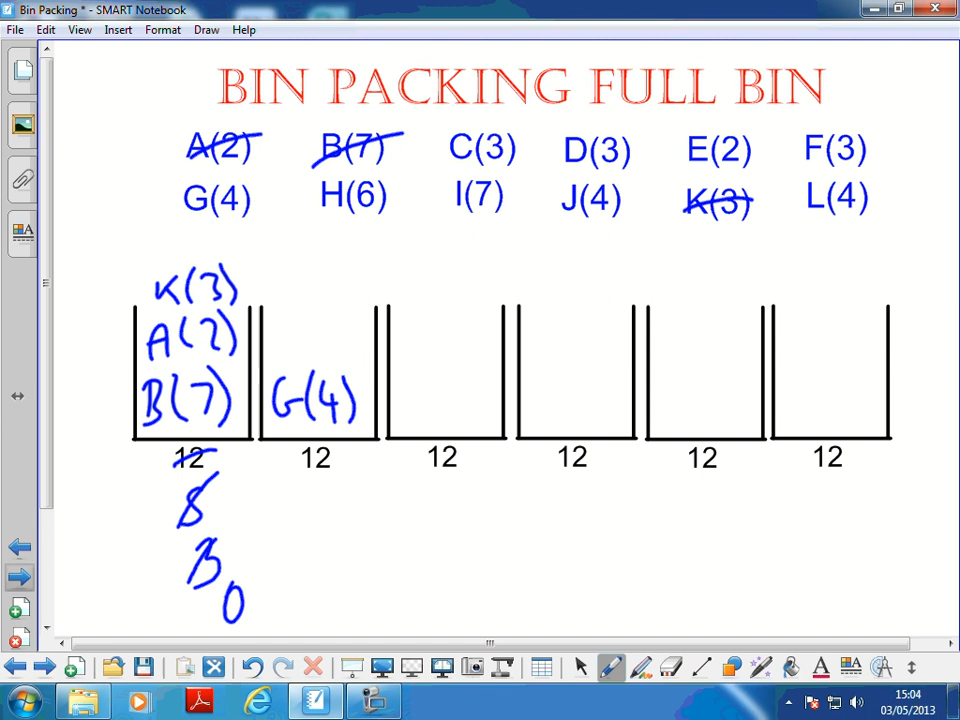 Bin Packing * - SMART Notebook
File Edit View Insert Format Draw Help
BIN PACKING FULL BIN
A(2) B(7) C(3) D(3) E(2) F(3)
G(4) H(6) I(7) J(4) K(3) L(4)
K(3)
A(2)
B(7) G(4)
12 12 12 12 12 12
5
3
0
15:04
03/05/2013